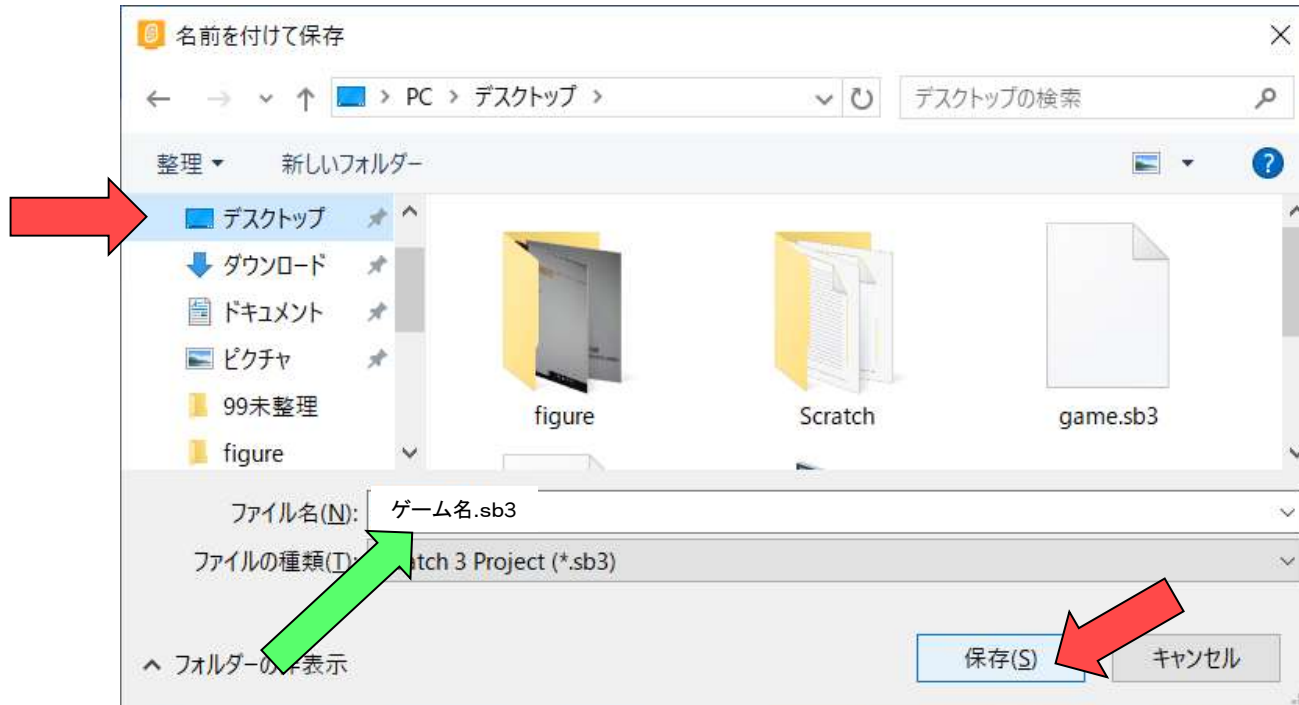 名前を付けて保存
PC > デスクトップ >
デスクトップの検索
整理
新しいフォルダー
デスクトップ
ダウンロード
ドキュメント
ピクチャ
99未整理
figure
figure
Scratch
game.sb3
ファイル名(N):
ゲーム名.sb3
ファイルの種類(T):
atch 3 Project (*.sb3)
フォルダーの 表示
保存(S)
キャンセル